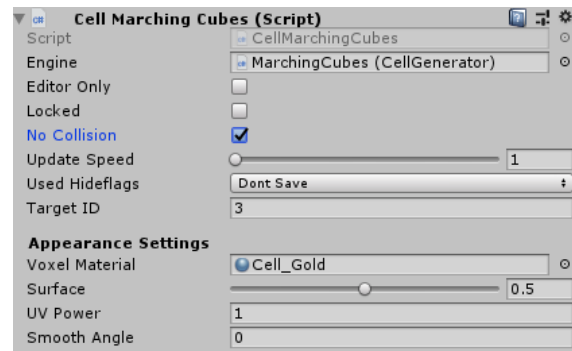 Cell Marching Cubes (Script)
Script CellMarchingCubes
Engine MarchingCubes (CellGenerator)
Editor Only
Locked
No Collision
Update Speed 1
Used Hideflags Dont Save
Target ID 3
Appearance Settings
Voxel Material Cell_Gold
Surface 0.5
UV Power 1
Smooth Angle 0